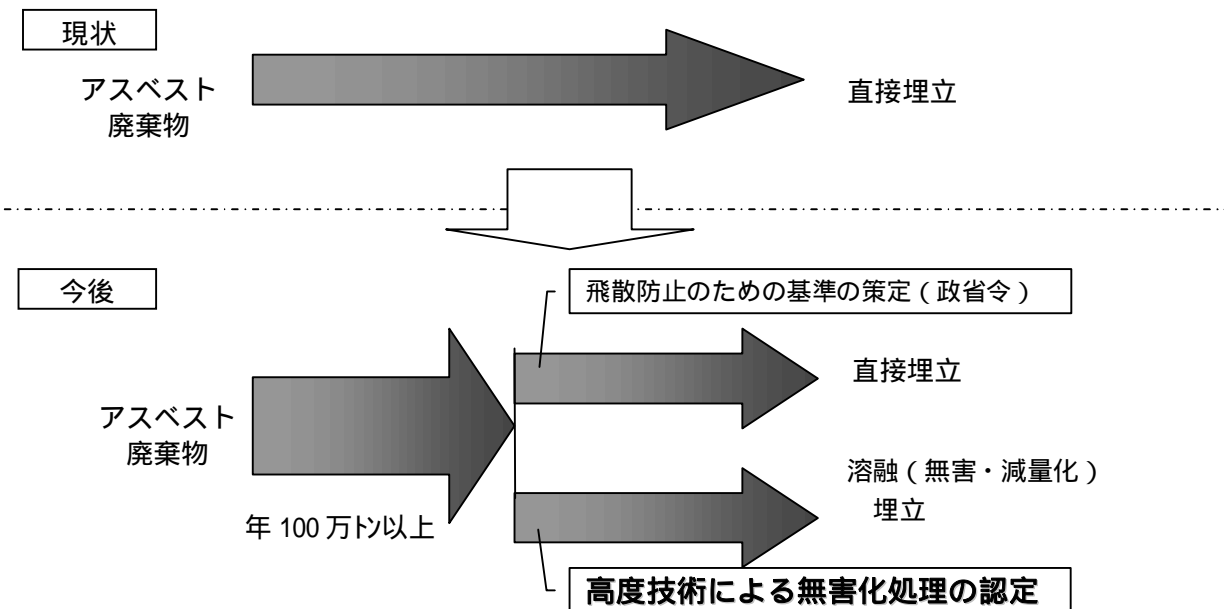 現状
アスベスト
廃棄物
直接埋立
今後
飛散防止のための基準の策定（政省令）
アスベスト
廃棄物
年 100 万㌧以上
直接埋立
溶融（無害・減量化）
埋立
高度技術による無害化処理の認定